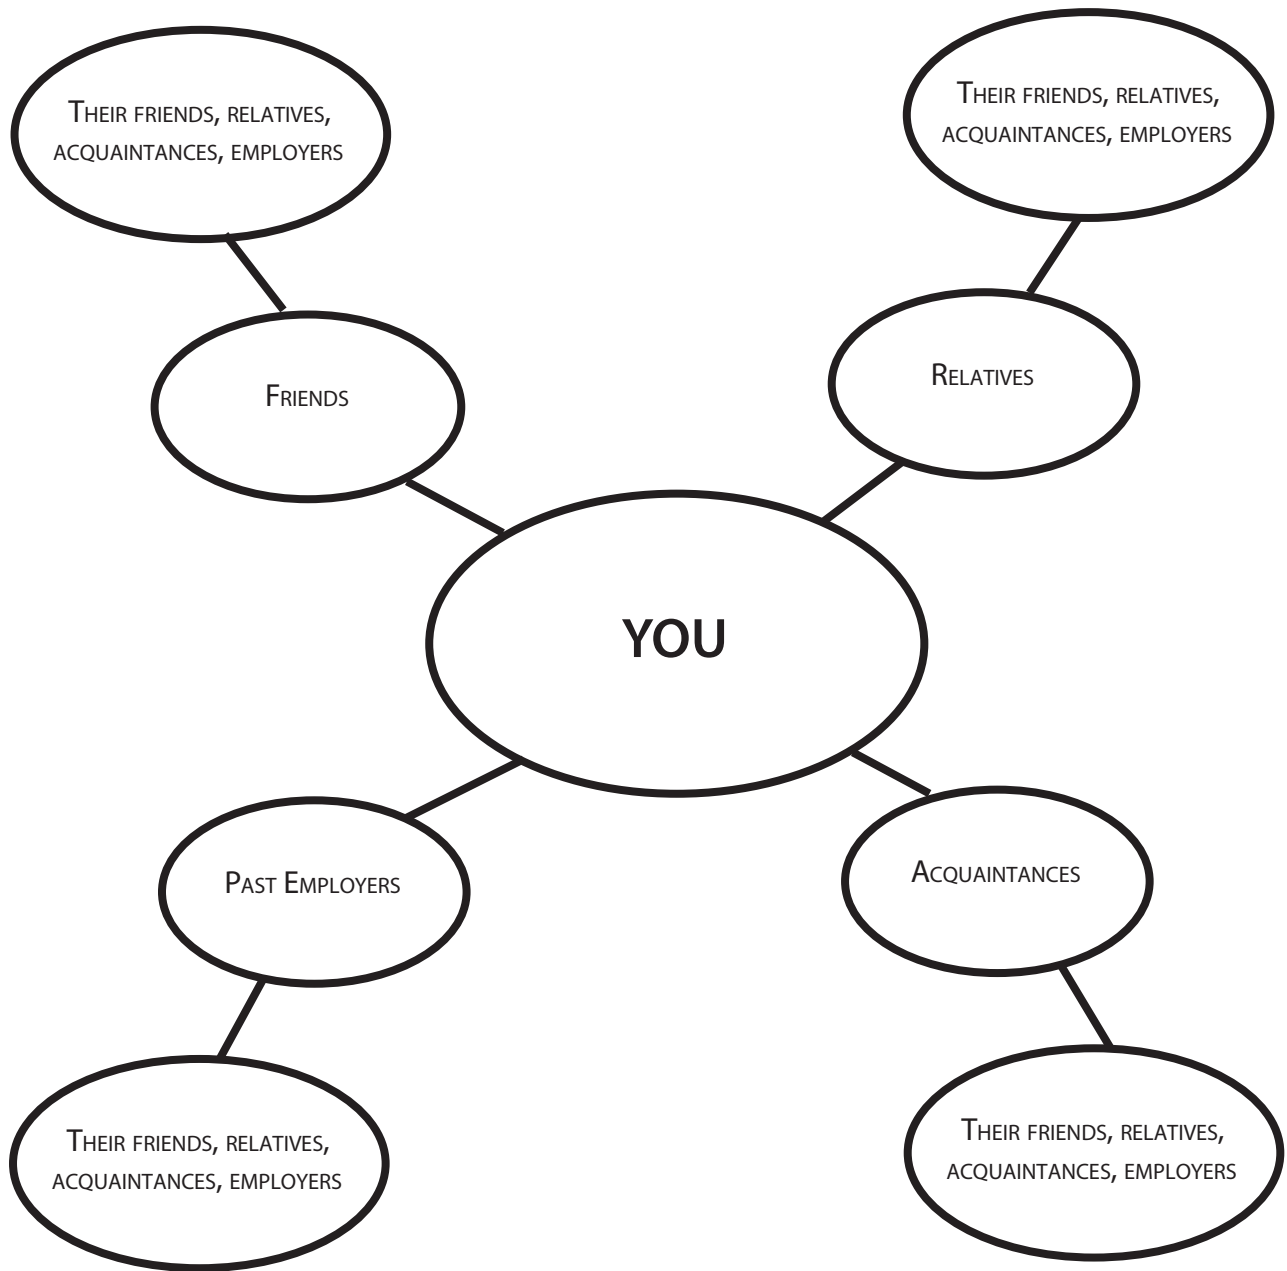 Their friends, relatives,
acquaintances, employers
Their friends, relatives,
acquaintances, employers
Friends
Relatives
YOU
Past Employers
Acquaintances
Their friends, relatives,
acquaintances, employers
Their friends, relatives,
acquaintances, employers